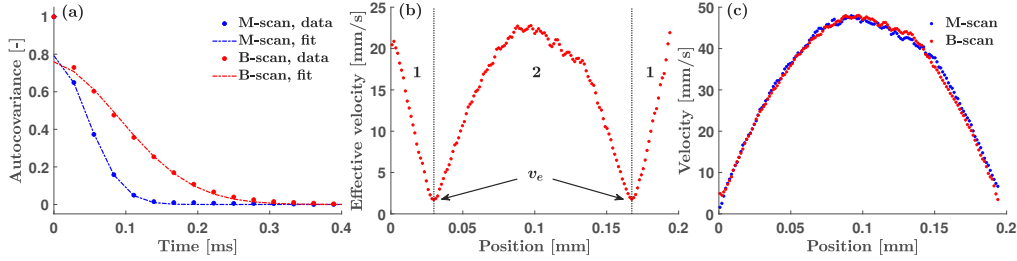 (a)
M-scan, data
M-scan, fit
B-scan, data
B-scan, fit
Autocovariance [-]
1
0.8
0.6
0.4
0.2
0
0
0.1
0.2
0.3
0.4
Time [ms]
(b)
Effective velocity [mm/s]
25
20
15
10
5
0
1
2
1
v_e
0
0.05
0.1
0.15
0.2
Position [mm]
(c)
M-scan
B-scan
Velocity [mm/s]
50
40
30
20
10
0
0
0.05
0.1
0.15
0.2
Position [mm]